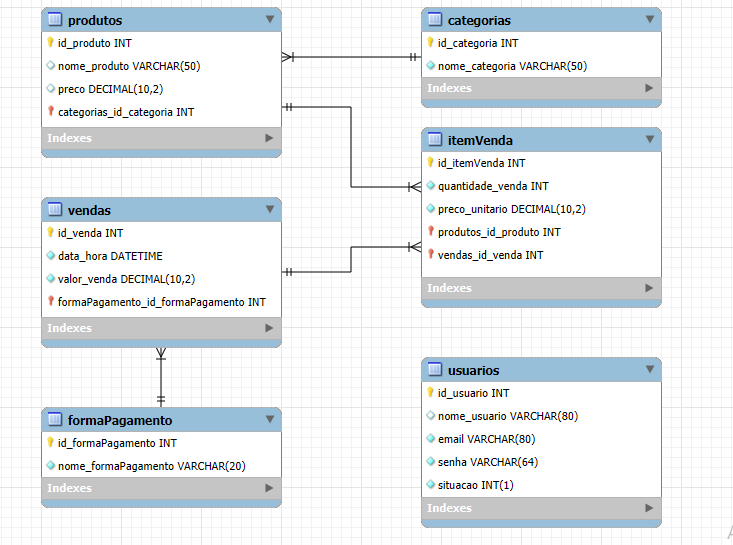 produtos
id_produto INT
nome_produto VARCHAR(50)
preco DECIMAL(10,2)
categorias_id_categoria INT
Indexes
categorias
id_categoria INT
nome_categoria VARCHAR(50)
Indexes
itemVenda
id_itemVenda INT
quantidade_venda INT
preco_unitario DECIMAL(10,2)
produtos_id_produto INT
vendas_id_venda INT
Indexes
vendas
id_venda INT
data_hora DATETIME
valor_venda DECIMAL(10,2)
formaPagamento_id_formaPagamento INT
Indexes
formaPagamento
id_formaPagamento INT
nome_formaPagamento VARCHAR(20)
Indexes
usuarios
id_usuario INT
nome_usuario VARCHAR(80)
email VARCHAR(80)
senha VARCHAR(64)
situacao INT(1)
Indexes